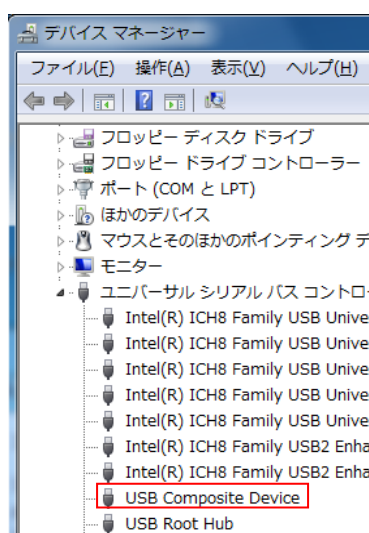 デバイス マネージャー
ファイル(F) 操作(A) 表示(V) ヘルプ(H)
フロッピー ディスク ドライブ
フロッピー ドライブ コントローラー
ポート (COM と LPT)
ほかのデバイス
マウスとそのほかのポインティング デ
モニター
ユニバーサル シリアル バス コントロー
Intel(R) ICH8 Family USB Unive
Intel(R) ICH8 Family USB Unive
Intel(R) ICH8 Family USB Unive
Intel(R) ICH8 Family USB Unive
Intel(R) ICH8 Family USB Unive
Intel(R) ICH8 Family USB2 Enha
Intel(R) ICH8 Family USB2 Enha
USB Composite Device
USB Root Hub